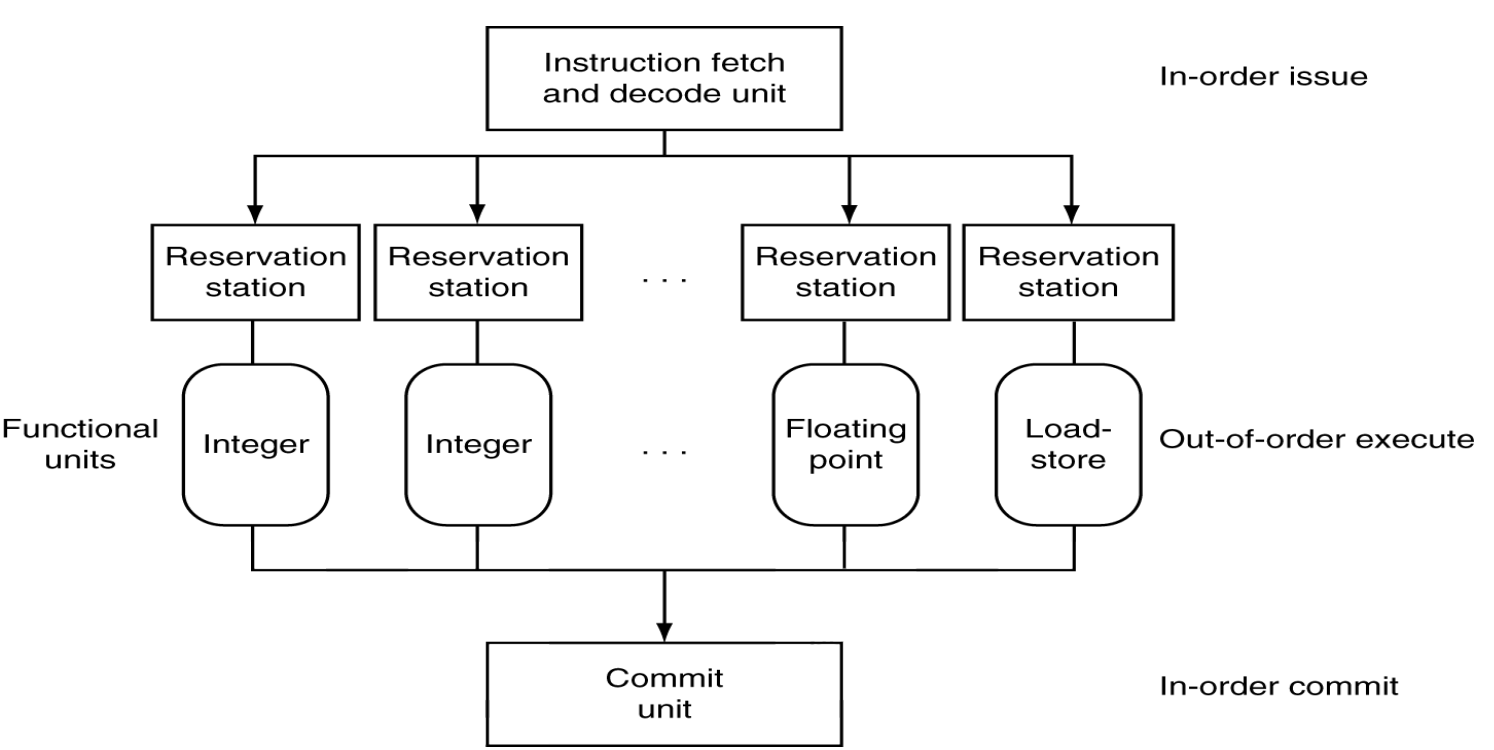 Instruction fetch
and decode unit
In-order issue
Reservation
station
Reservation
station
. . .
Reservation
station
Reservation
station
Functional
units
Integer
Integer
. . .
Floating
point
Load-
store
Out-of-order execute
Commit
unit
In-order commit